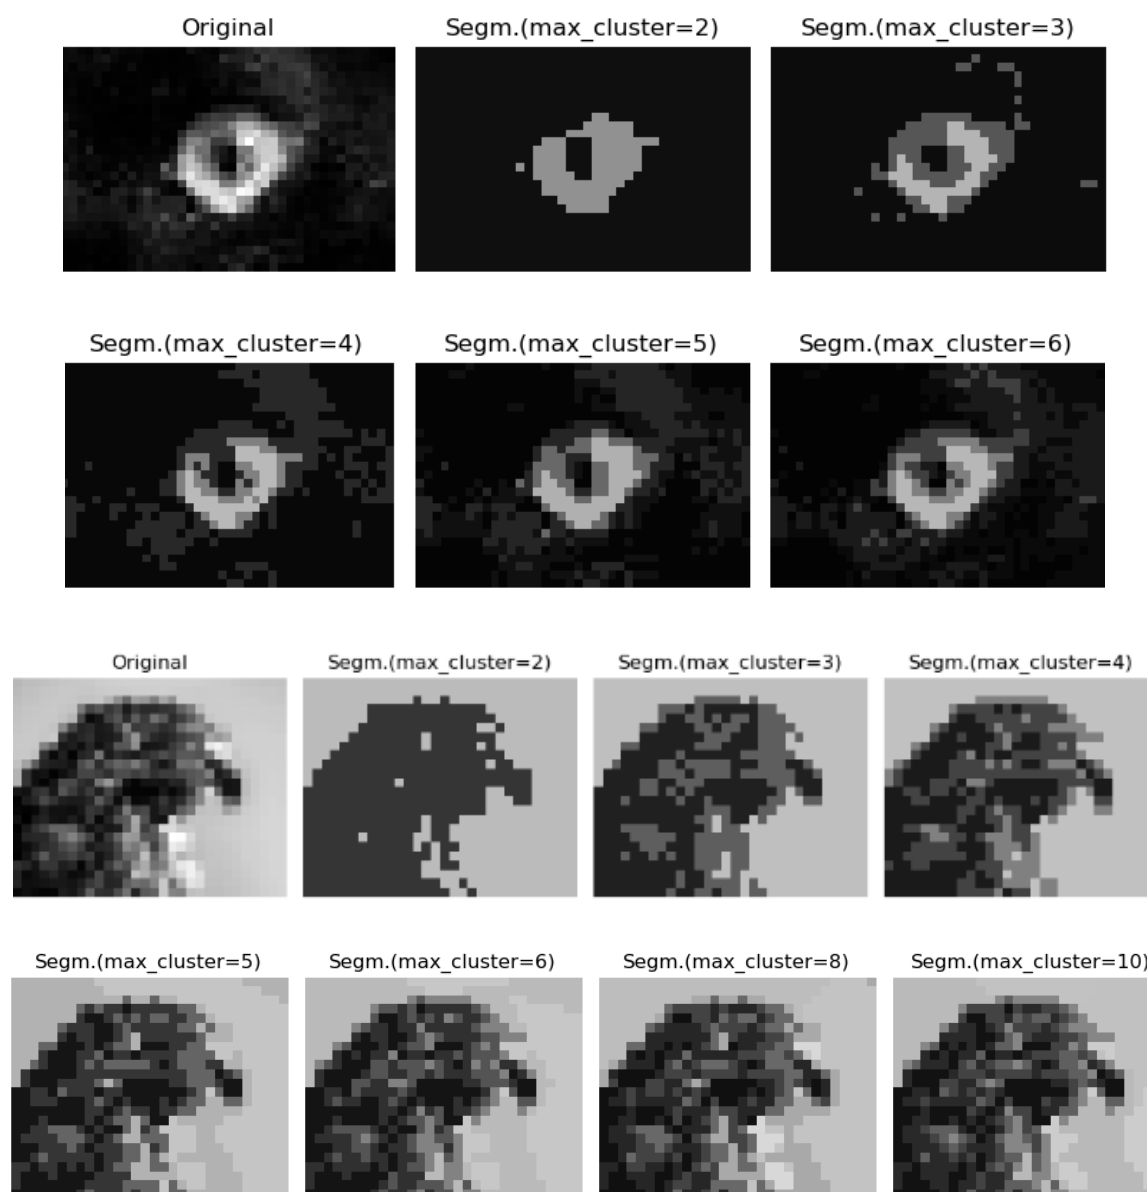 Original Segm.(max_cluster=2) Segm.(max_cluster=3)
Segm.(max_cluster=4) Segm.(max_cluster=5) Segm.(max_cluster=6)
Original Segm.(max_cluster=2) Segm.(max_cluster=3) Segm.(max_cluster=4)
Segm.(max_cluster=5) Segm.(max_cluster=6) Segm.(max_cluster=8) Segm.(max_cluster=10)